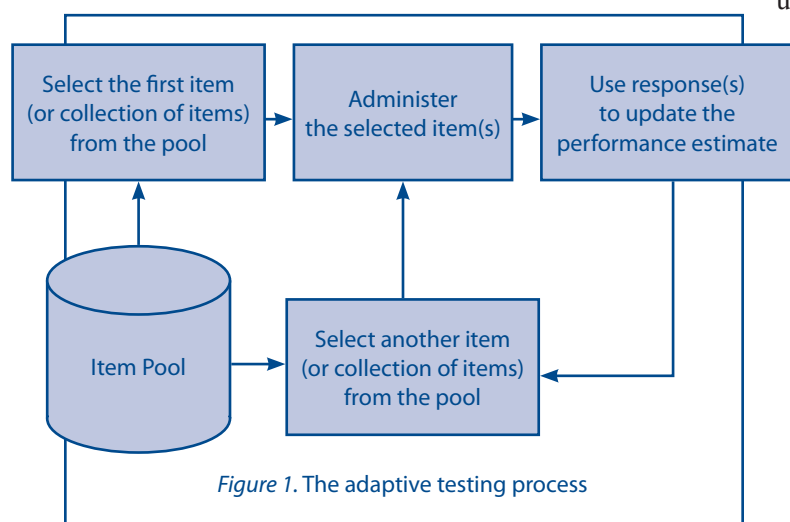 u
Select the first item
(or collection of items)
from the pool
Administer
the selected item(s)
Use response(s)
to update the
performance estimate
Item Pool
Select another item
(or collection of items)
from the pool
Figure 1. The adaptive testing process